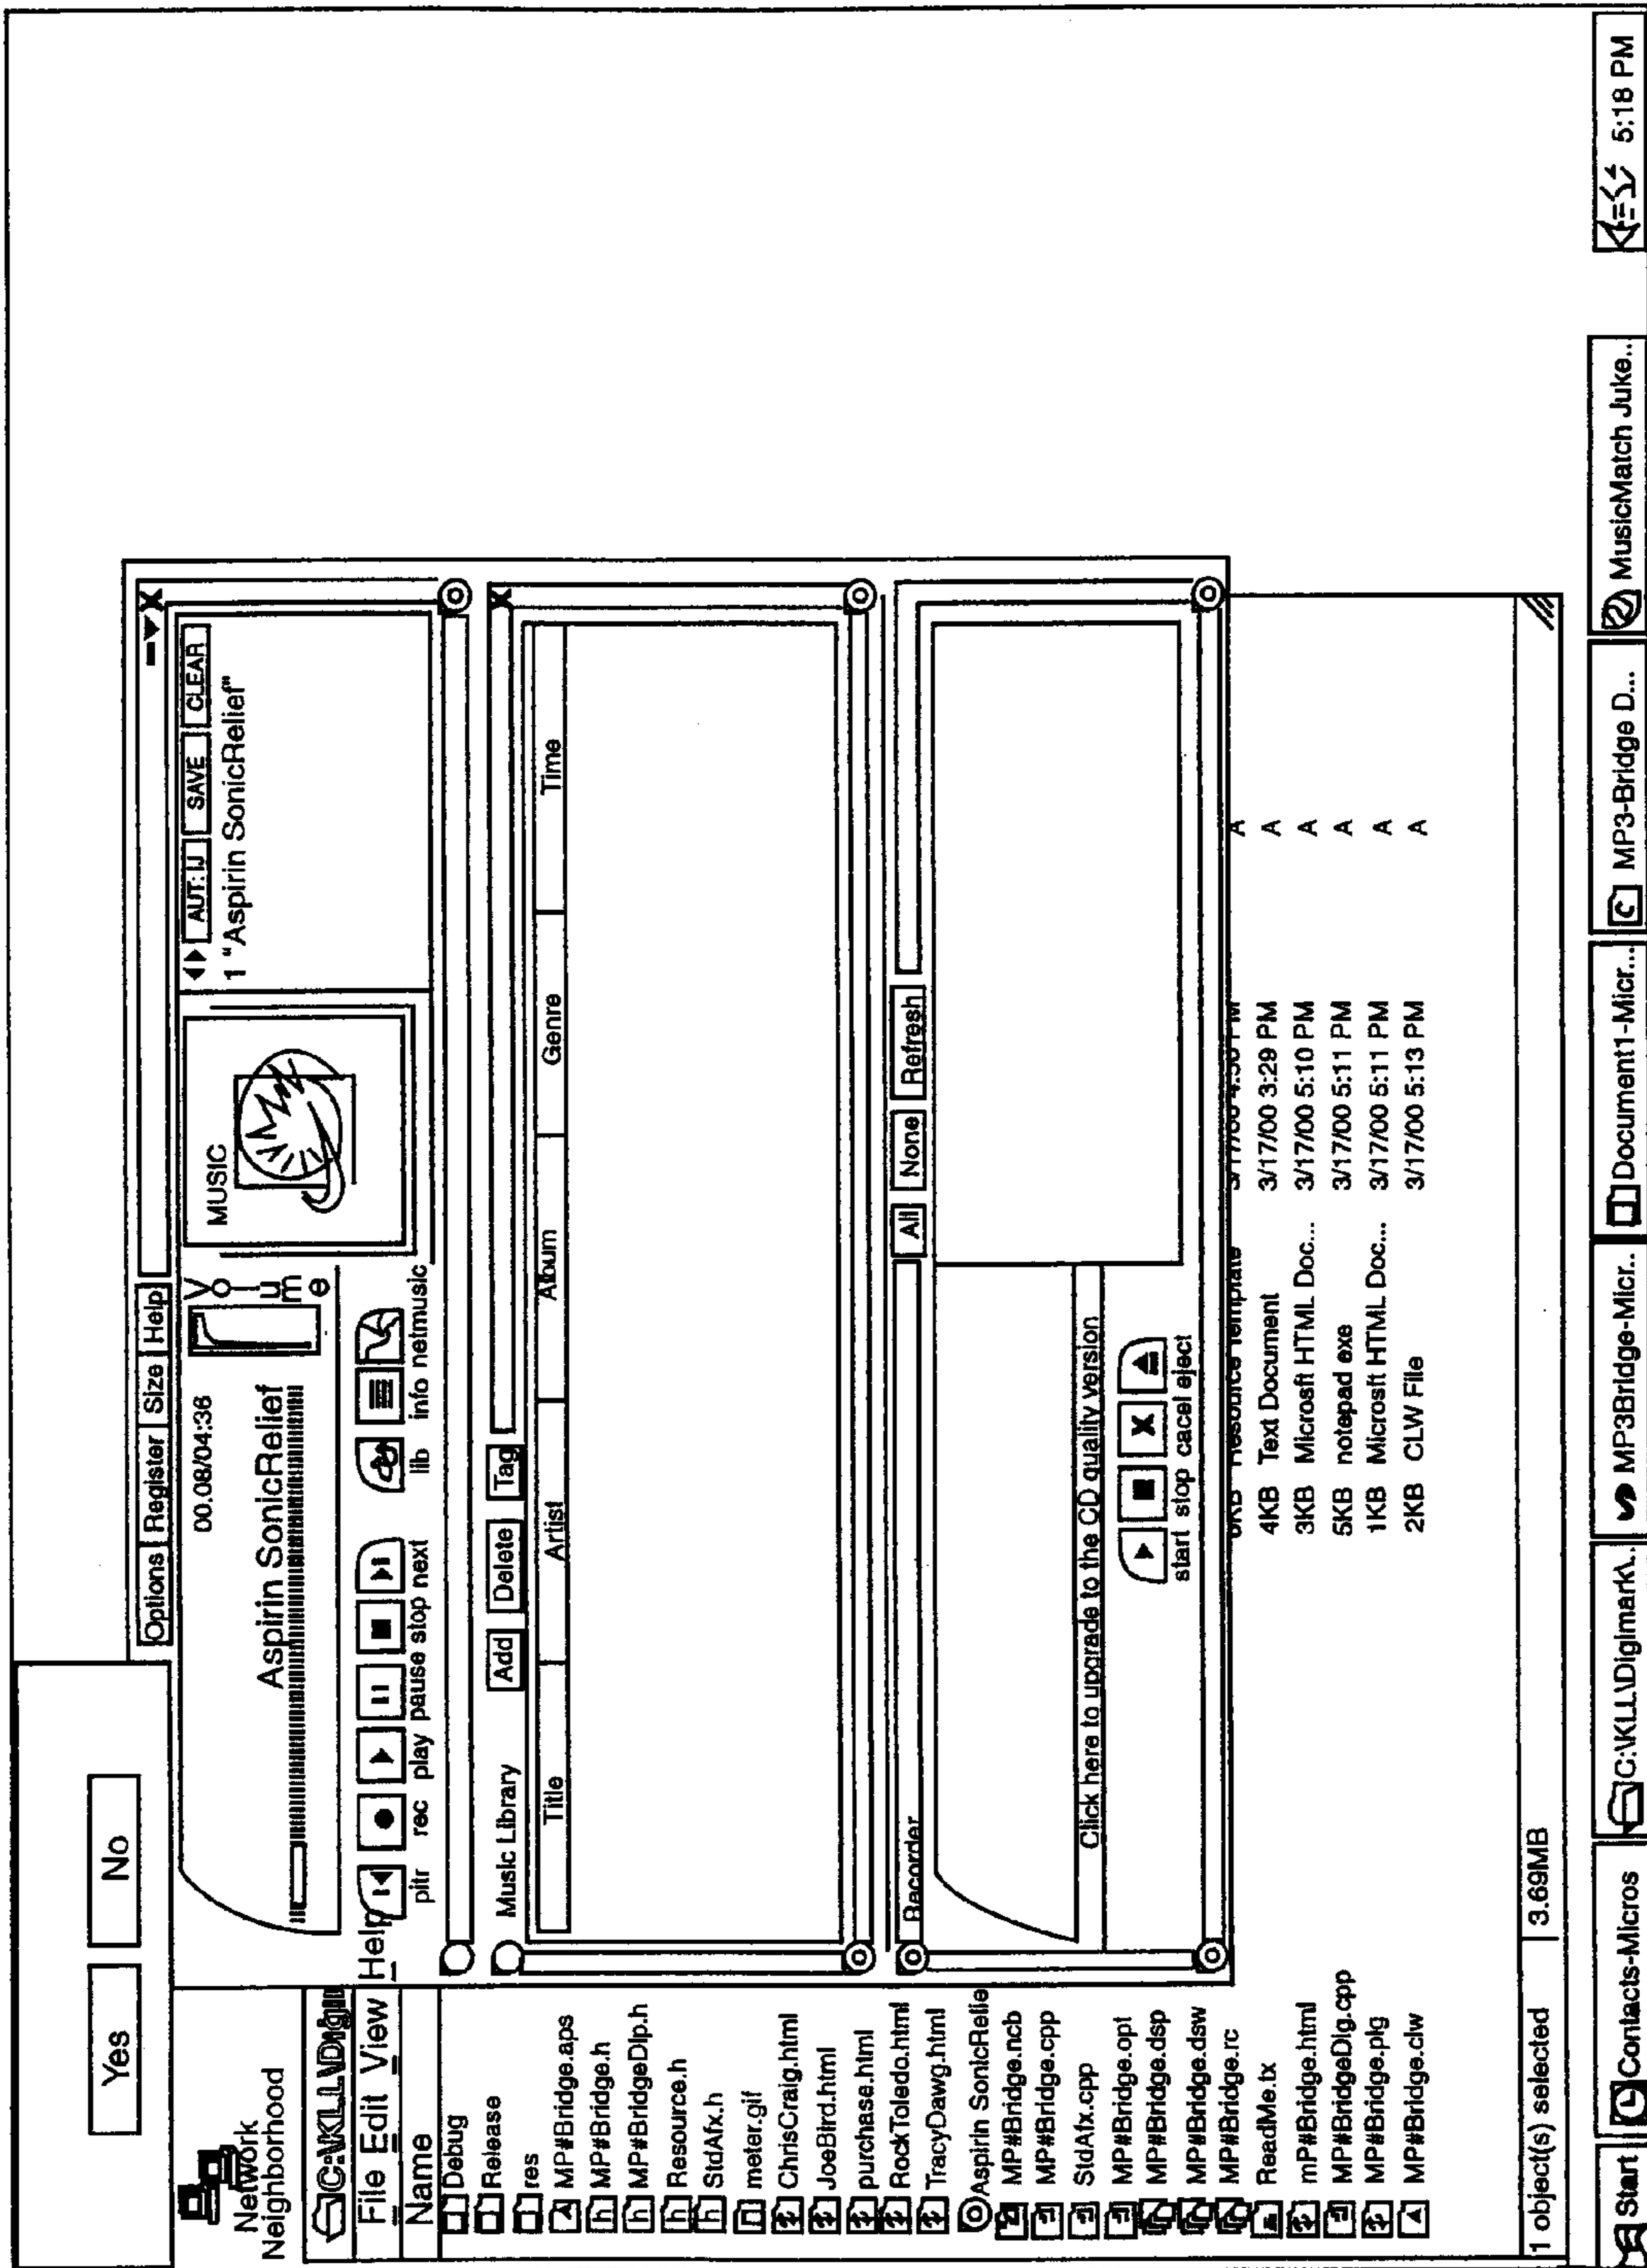 Yes No
Network
Neighborhood
Options Register Size Help
00.08/04:36
Aspirin SonicRelief
Volume
MUSIC
AUT:IJ SAVE CLEAR
1 "Aspirin SonicRelief"
pitr rec play pause stop next lib info netmusic
C:\KLL\Digi
File Edit View Help
Name
Music Library Add Delete Tag
Title Artist Album Genre Time
Recorder All None Refresh
Click here to upgrade to the CD quality version
start stop cacel eject
Debug
Release
res
MP#Bridge.aps
MP#Bridge.h
MP#BridgeDlp.h
Resource.h
StdAfx.h
meter.gif
ChrisCraig.html
JoeBird.html
purchase.html
RockToledo.html
TracyDawg.html
Aspirin SonicRelie
MP#Bridge.ncb
MP#Bridge.cpp
StdAfx.cpp
MP#Bridge.opt
MP#Bridge.dsp
MP#Bridge.dsw
MP#Bridge.rc 6KB Resource Template 3/17/00 4:50 PM A
ReadMe.tx 4KB Text Document 3/17/00 3:29 PM A
mP#Bridge.html 3KB Microsft HTML Doc... 3/17/00 5:10 PM A
MP#BridgeDlg.cpp 5KB notepad exe 3/17/00 5:11 PM A
MP#Bridge.plg 1KB Microsft HTML Doc... 3/17/00 5:11 PM A
MP#Bridge.clw 2KB CLW File 3/17/00 5:13 PM A
1 object(s) selected 3.69MB
Start Contacts-Micros C:\KLL\Digimark\. MP3Bridge-Micr.. Document1-Micr... MP3-Bridge D... MusicMatch Juke.. 5:18 PM